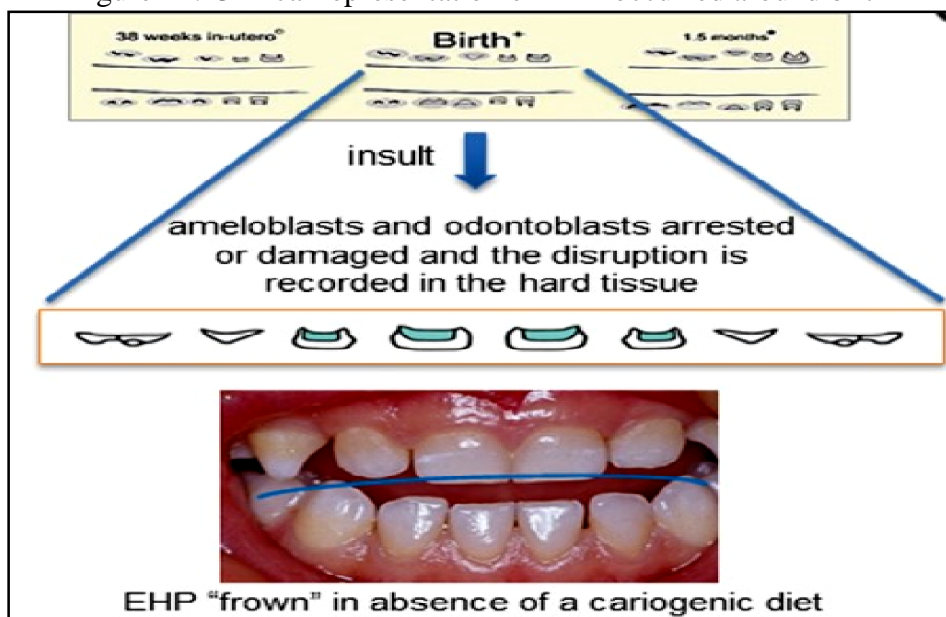 38 weeks in-utero
Birth+
1.5 months
insult
ameloblasts and odontoblasts arrested
or damaged and the disruption is
recorded in the hard tissue
EHP “frown” in absence of a cariogenic diet